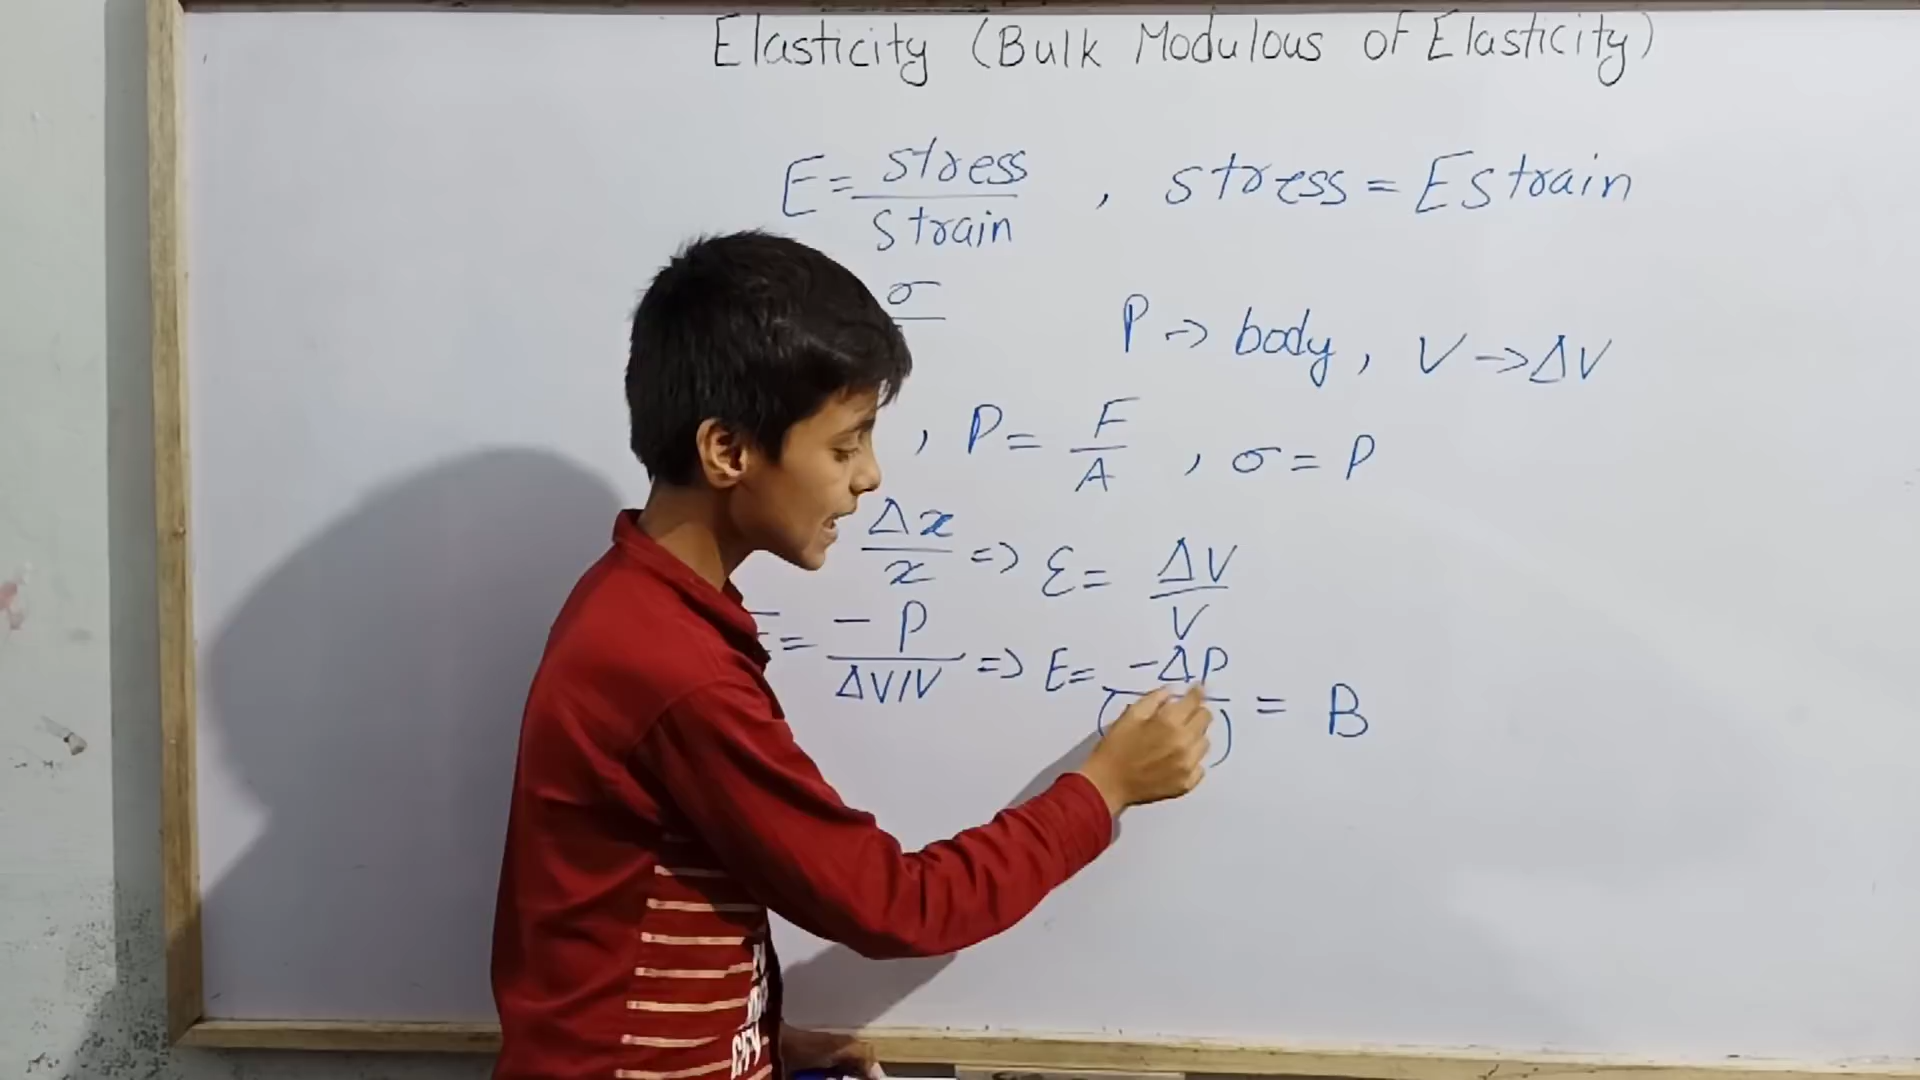 Elasticity (Bulk Modulous of Elasticity)
E = stress / strain , stress = E strain
σ
P → body, V → ΔV
, P = F / A , σ = P
Δx / x ⇒ ε = ΔV / V
E = -P / ΔV/V ⇒ E = -ΔP / ( ) = B